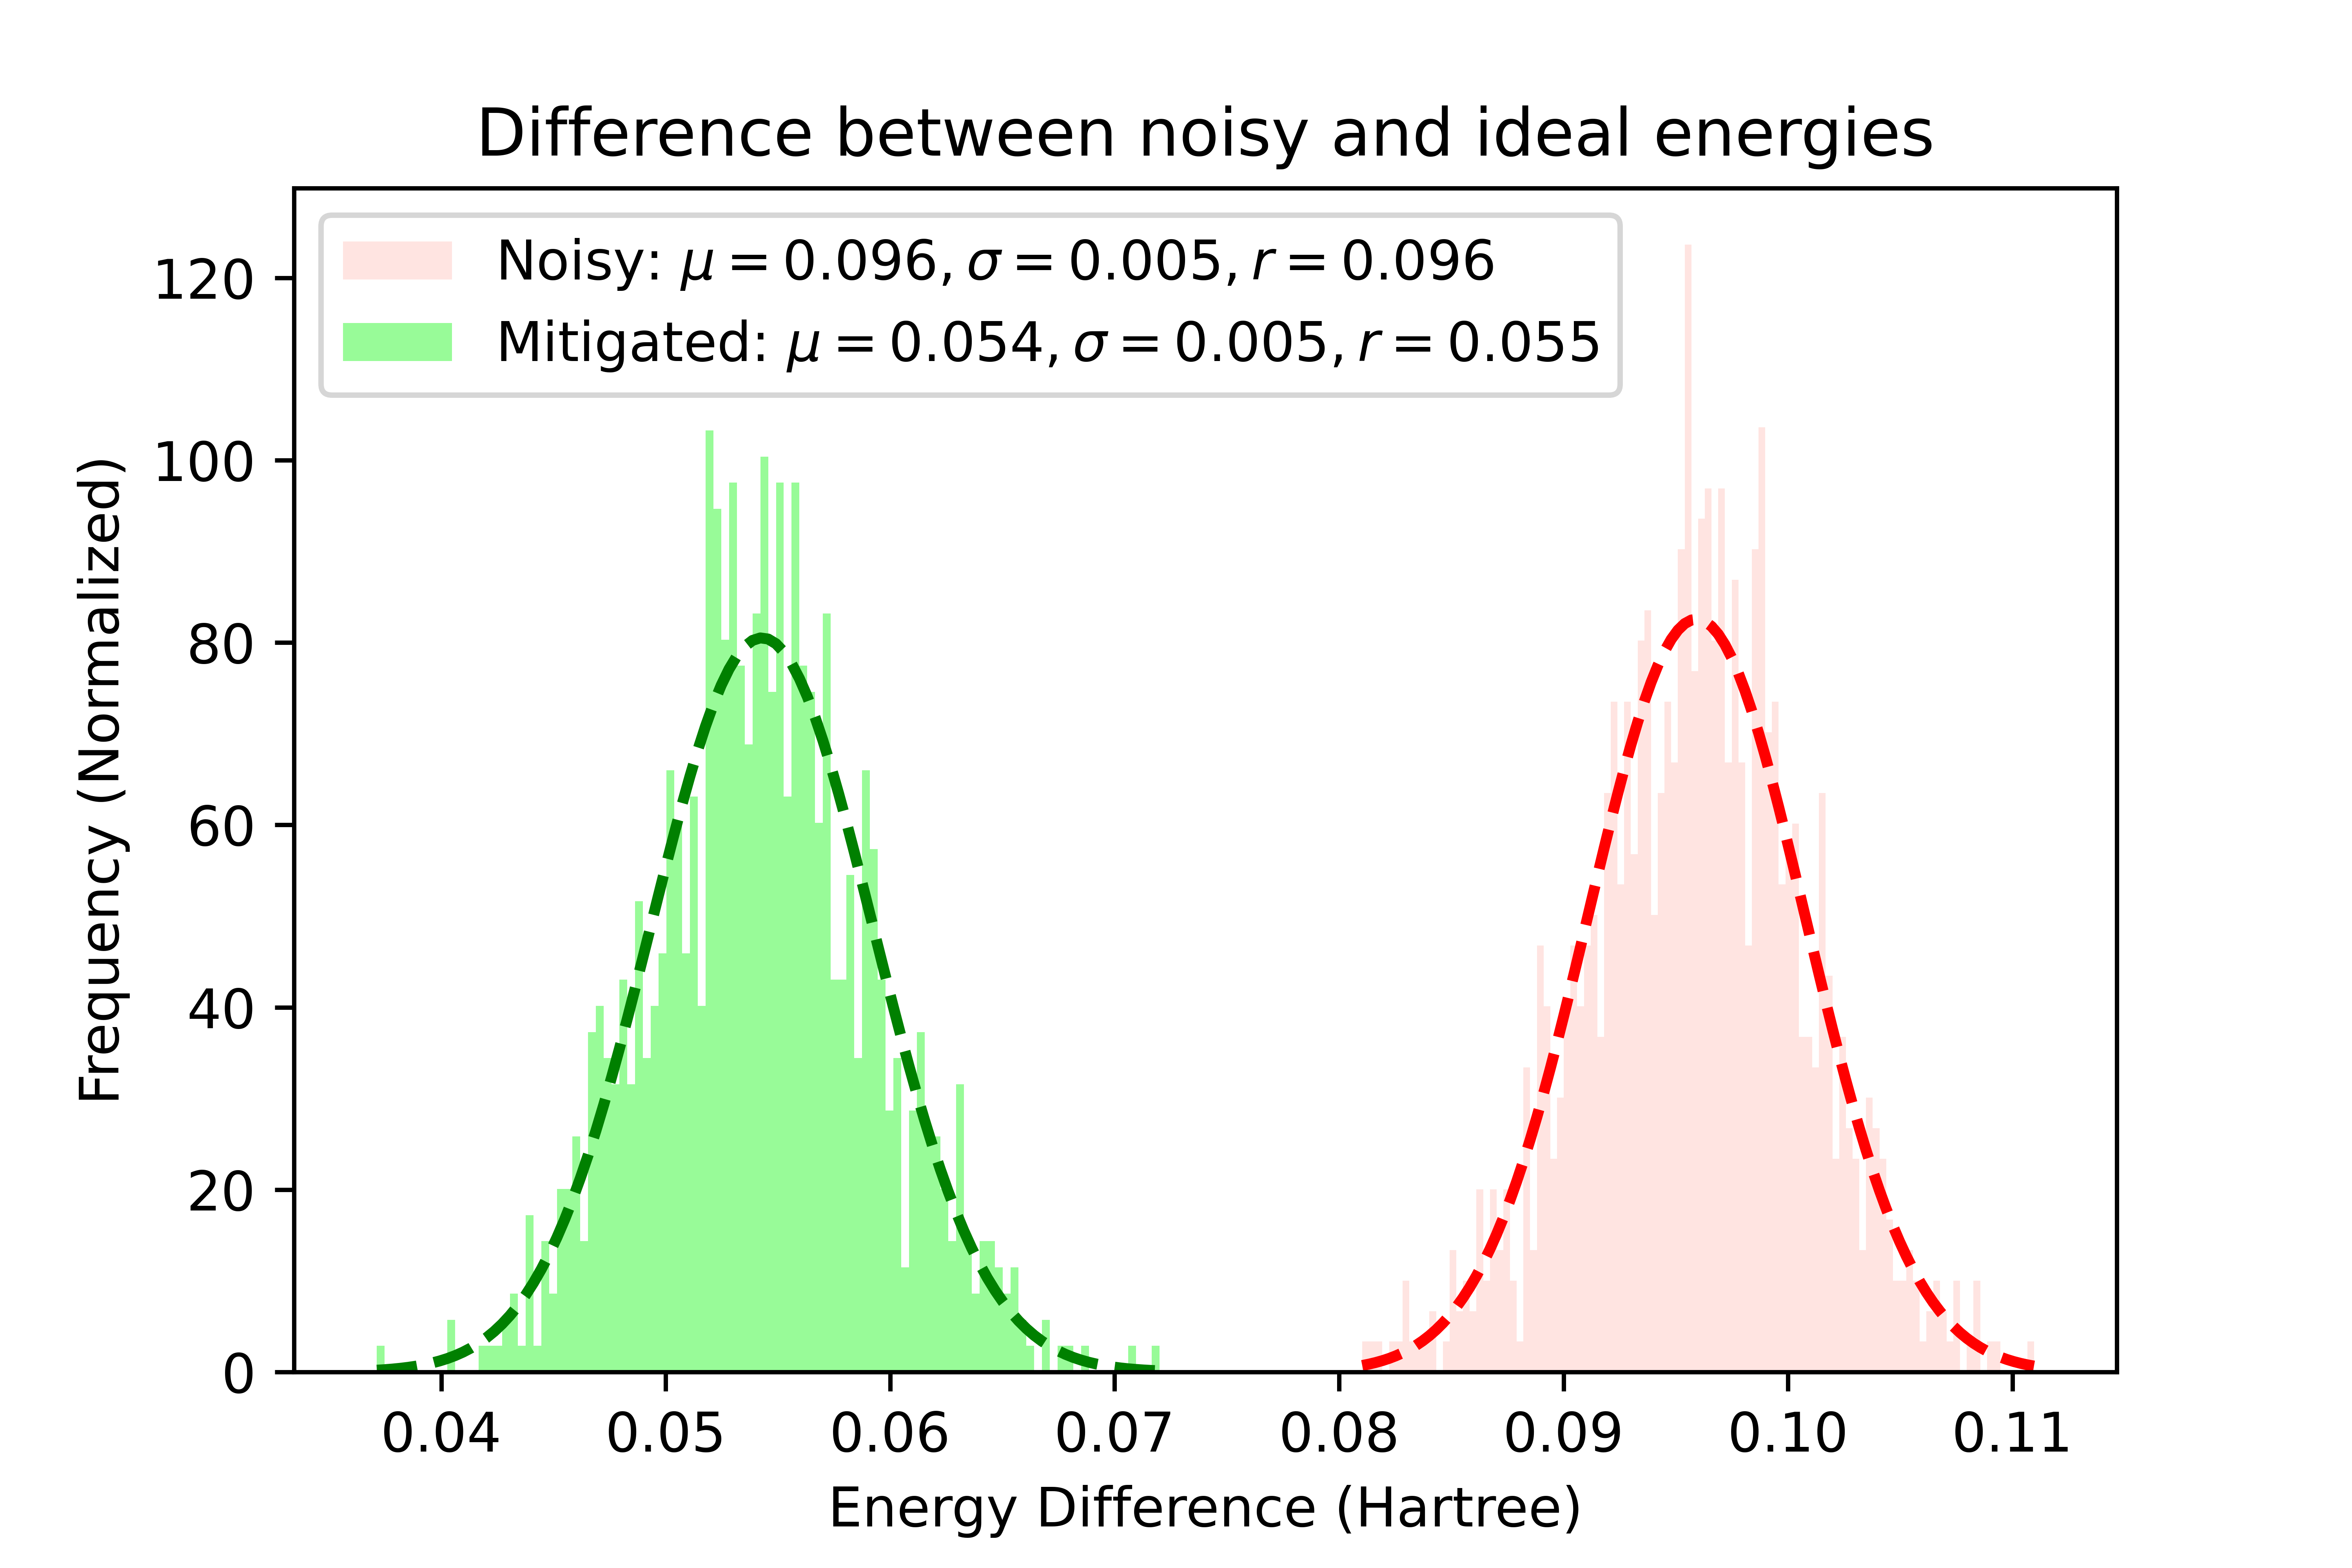 Difference between noisy and ideal energies
Noisy: μ = 0.096, σ = 0.005, r = 0.096
Mitigated: μ = 0.054, σ = 0.005, r = 0.055
120
100
80
60
40
20
0
Frequency (Normalized)
0.04 0.05 0.06 0.07 0.08 0.09 0.10 0.11
Energy Difference (Hartree)